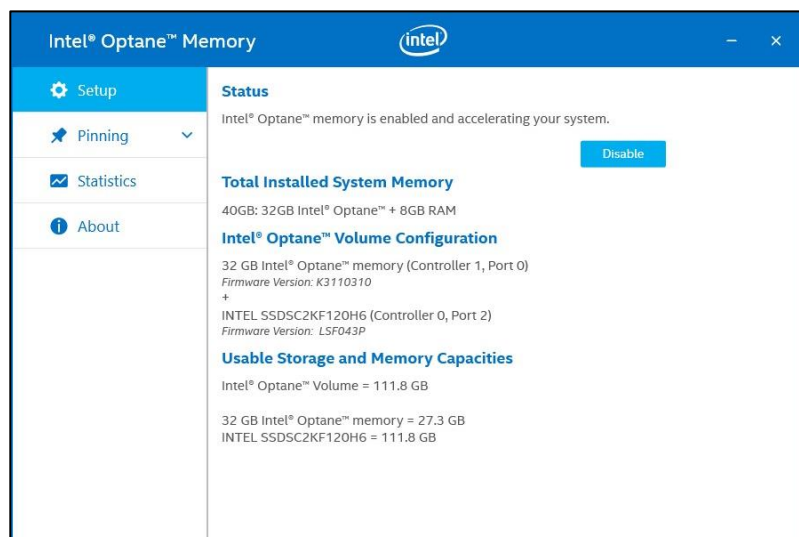 Intel® Optane™ Memory
intel
Setup
Pinning
Statistics
About
Status
Intel® Optane™ memory is enabled and accelerating your system.
Disable
Total Installed System Memory
40GB: 32GB Intel® Optane™ + 8GB RAM
Intel® Optane™ Volume Configuration
32 GB Intel® Optane™ memory (Controller 1, Port 0)
Firmware Version: K3110310
+
INTEL SSDSC2KF120H6 (Controller 0, Port 2)
Firmware Version: LSF043P
Usable Storage and Memory Capacities
Intel® Optane™ Volume = 111.8 GB
32 GB Intel® Optane™ memory = 27.3 GB
INTEL SSDSC2KF120H6 = 111.8 GB